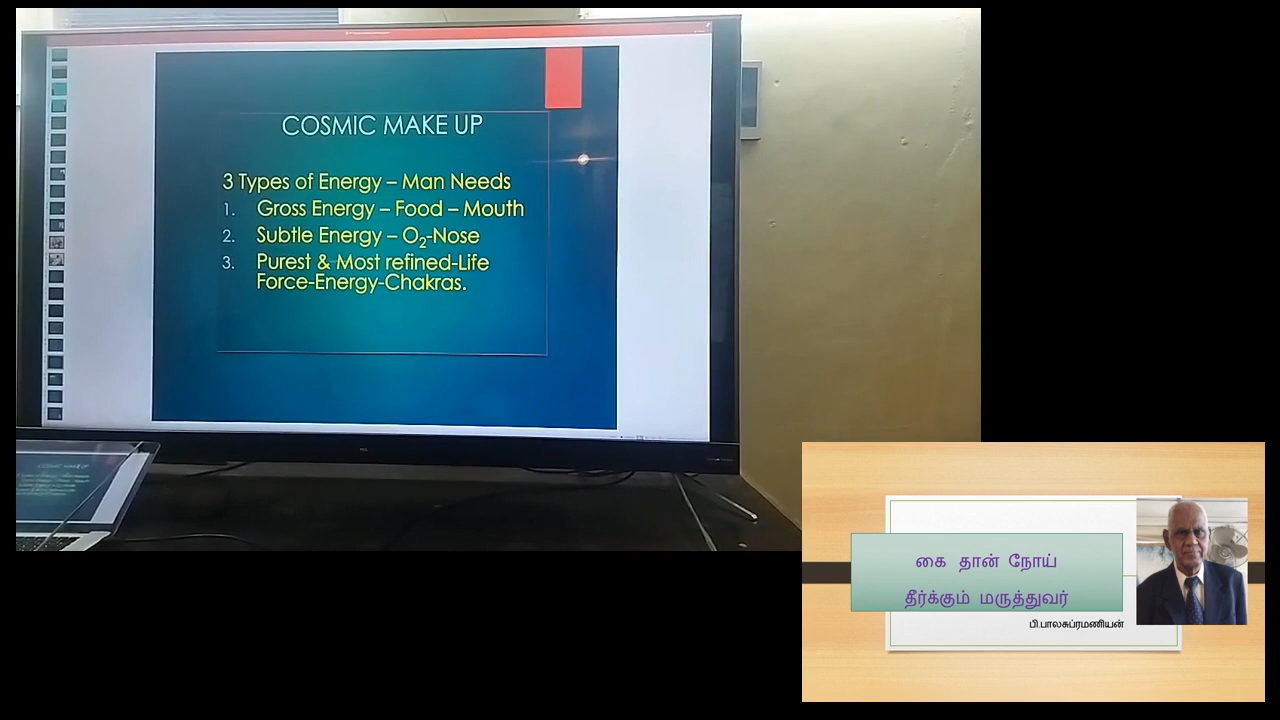 COSMIC MAKE UP
3 Types of Energy – Man Needs
1. Gross Energy – Food – Mouth
2. Subtle Energy – O₂-Nose
3. Purest & Most refined-Life
Force-Energy-Chakras.
கை தான் நோய்
தீர்க்கும் மருத்துவர்
பி.பாலசுப்ரமணியன்